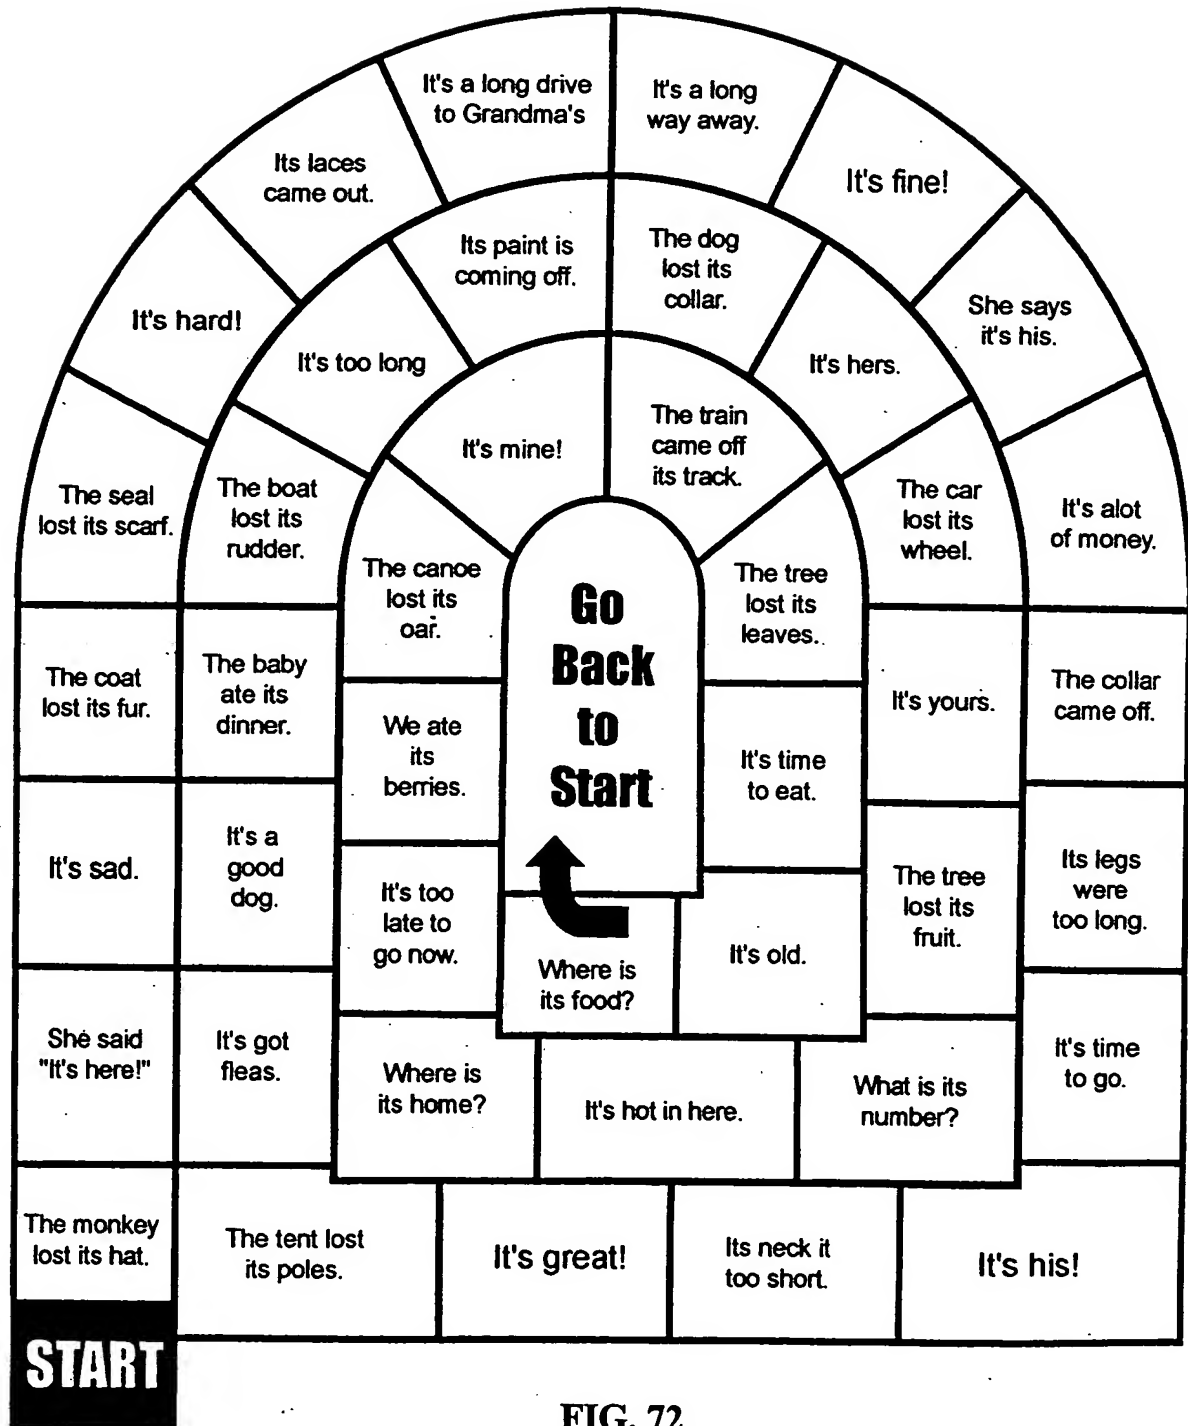 START
The monkey
lost its hat.
She said
"It's here!"
It's sad.
The coat
lost its fur.
The seal
lost its scarf.
It's hard!
Its laces
came out.
It's a long drive
to Grandma's
It's a long
way away.
It's fine!
She says
it's his.
It's alot
of money.
The collar
came off.
Its legs
were
too long.
It's time
to go.
It's his!
Its neck it
too short.
It's great!
The tent lost
its poles.
It's got
fleas.
It's a
good
dog.
The baby
ate its
dinner.
The boat
lost its
rudder.
It's too long
Its paint is
coming off.
The dog
lost its
collar.
It's hers.
The car
lost its
wheel.
It's yours.
The tree
lost its
fruit.
What is its
number?
It's hot in here.
Where is
its home?
It's too
late to
go now.
We ate
its
berries.
The canoe
lost its
oar.
It's mine!
The train
came off
its track.
The tree
lost its
leaves.
It's time
to eat.
It's old.
Where is
its food?
Go
Back
to
Start
FIG. 72